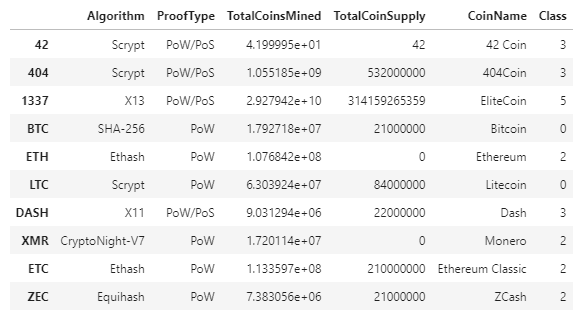 Algorithm ProofType TotalCoinsMined TotalCoinSupply CoinName Class
42 Scrypt PoW/PoS 4.199995e+01 42 42 Coin 3
404 Scrypt PoW/PoS 1.055185e+09 532000000 404Coin 3
1337 X13 PoW/PoS 2.927942e+10 314159265359 EliteCoin 5
BTC SHA-256 PoW 1.792718e+07 21000000 Bitcoin 0
ETH Ethash PoW 1.076842e+08 0 Ethereum 2
LTC Scrypt PoW 6.303924e+07 84000000 Litecoin 0
DASH X11 PoW/PoS 9.031294e+06 22000000 Dash 3
XMR CryptoNight-V7 PoW 1.720114e+07 0 Monero 2
ETC Ethash PoW 1.133597e+08 210000000 Ethereum Classic 2
ZEC Equihash PoW 7.383056e+06 21000000 ZCash 2